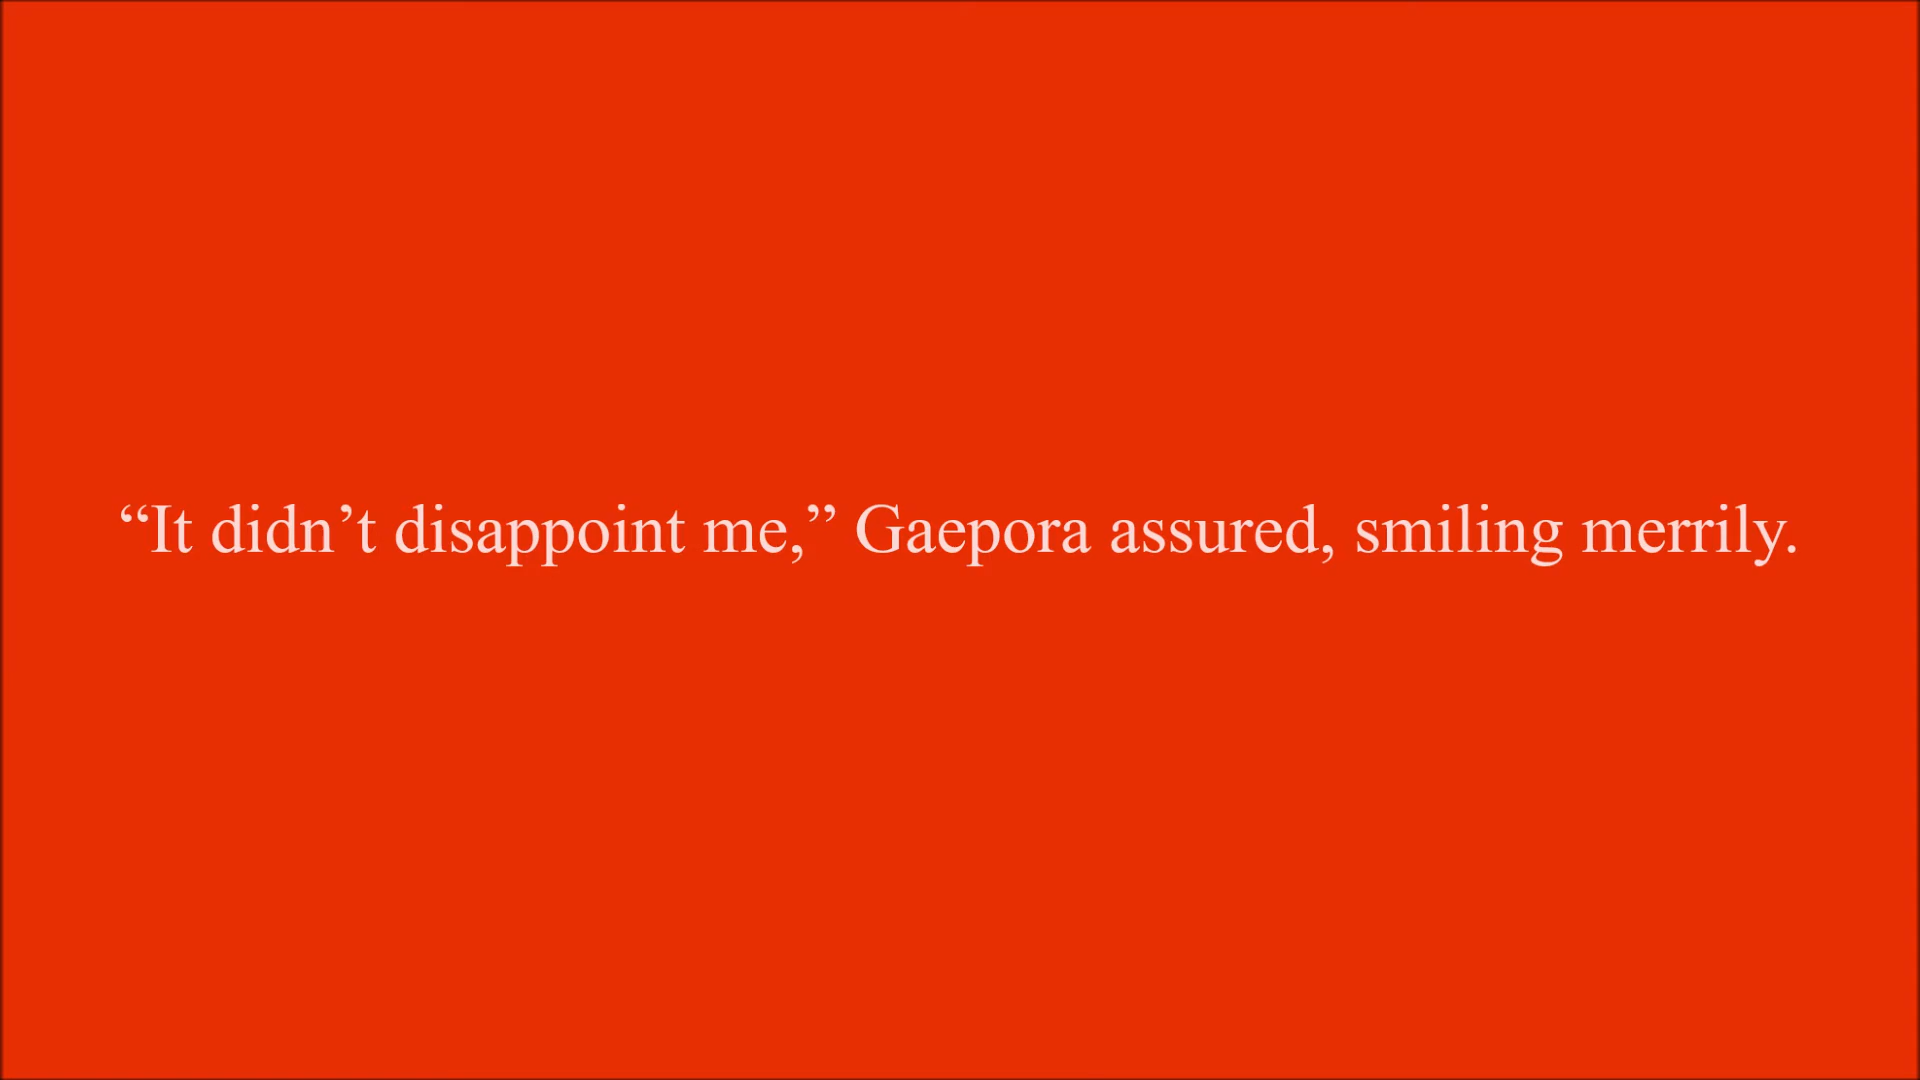 “It didn’t disappoint me,” Gaepora assured, smiling merrily.